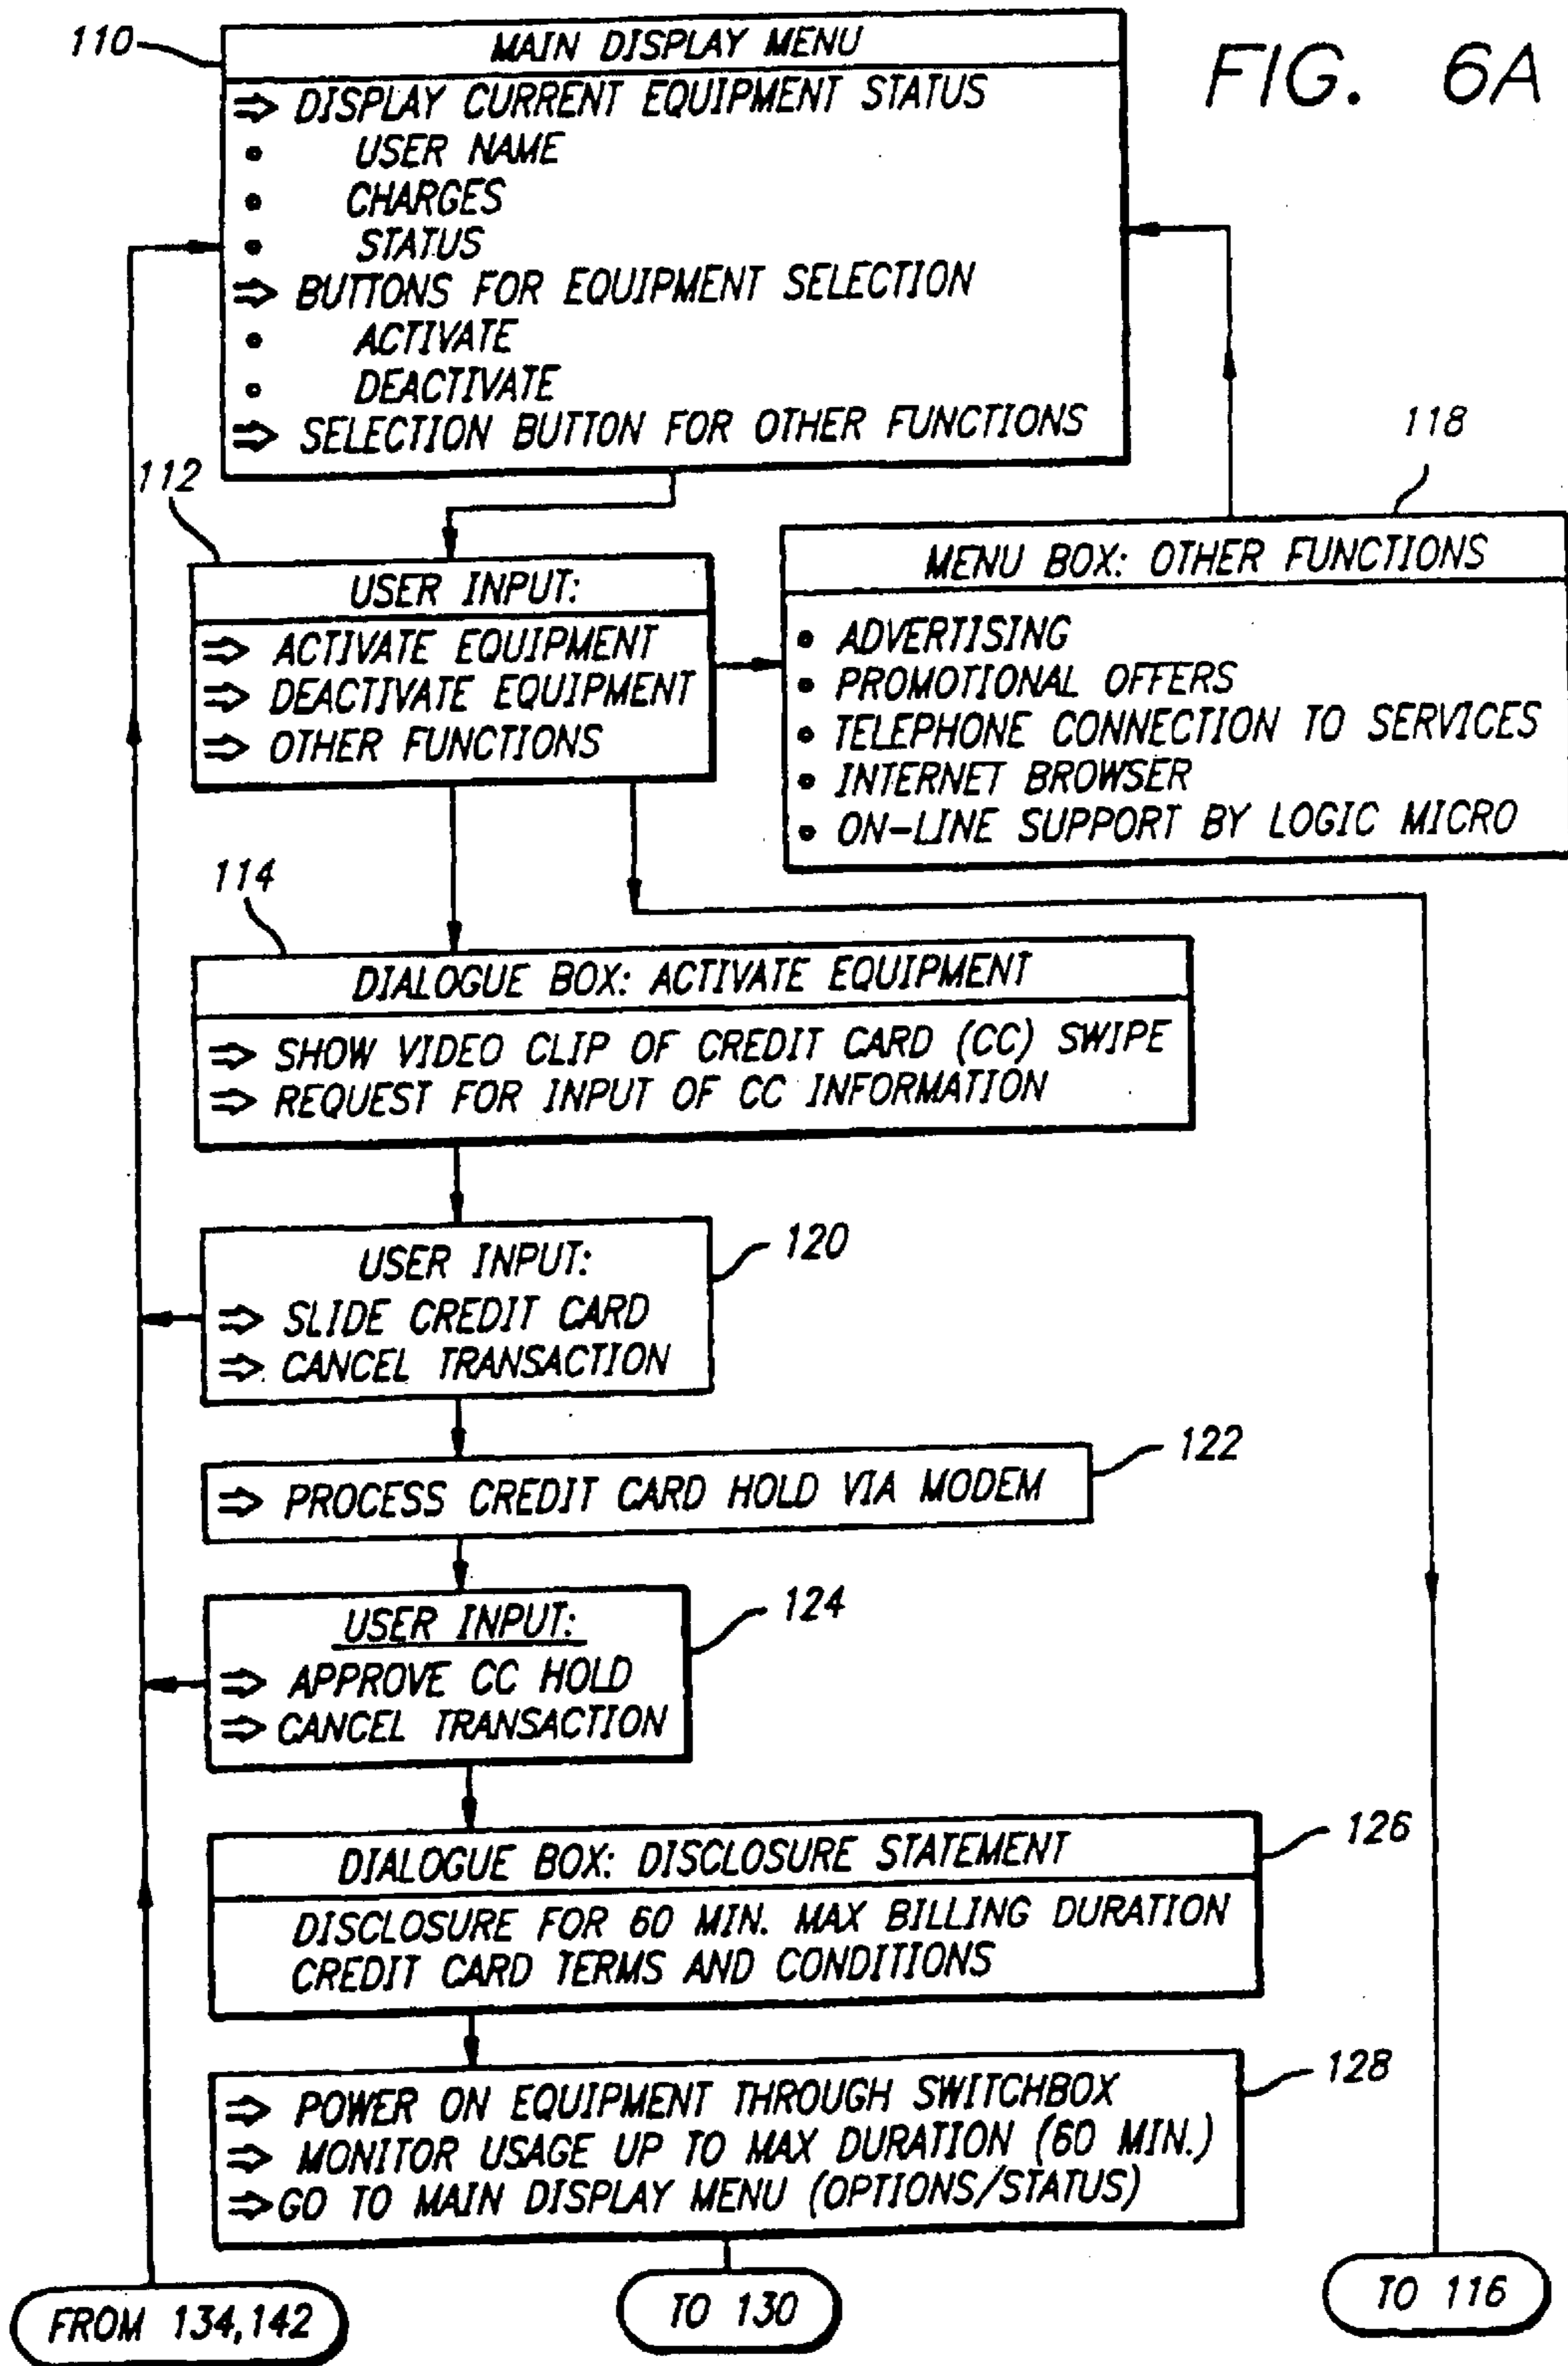 FIG. 6A
110
MAIN DISPLAY MENU
⇒ DISPLAY CURRENT EQUIPMENT STATUS
• USER NAME
• CHARGES
• STATUS
⇒ BUTTONS FOR EQUIPMENT SELECTION
• ACTIVATE
• DEACTIVATE
⇒ SELECTION BUTTON FOR OTHER FUNCTIONS
112
USER INPUT:
⇒ ACTIVATE EQUIPMENT
⇒ DEACTIVATE EQUIPMENT
⇒ OTHER FUNCTIONS
118
MENU BOX: OTHER FUNCTIONS
• ADVERTISING
• PROMOTIONAL OFFERS
• TELEPHONE CONNECTION TO SERVICES
• INTERNET BROWSER
• ON-LINE SUPPORT BY LOGIC MICRO
114
DIALOGUE BOX: ACTIVATE EQUIPMENT
⇒ SHOW VIDEO CLIP OF CREDIT CARD (CC) SWIPE
⇒ REQUEST FOR INPUT OF CC INFORMATION
120
USER INPUT:
⇒ SLIDE CREDIT CARD
⇒ CANCEL TRANSACTION
122
⇒ PROCESS CREDIT CARD HOLD VIA MODEM
124
USER INPUT:
⇒ APPROVE CC HOLD
⇒ CANCEL TRANSACTION
126
DIALOGUE BOX: DISCLOSURE STATEMENT
DISCLOSURE FOR 60 MIN. MAX BILLING DURATION
CREDIT CARD TERMS AND CONDITIONS
128
⇒ POWER ON EQUIPMENT THROUGH SWITCHBOX
⇒ MONITOR USAGE UP TO MAX DURATION (60 MIN.)
⇒ GO TO MAIN DISPLAY MENU (OPTIONS/STATUS)
FROM 134,142
TO 130
TO 116